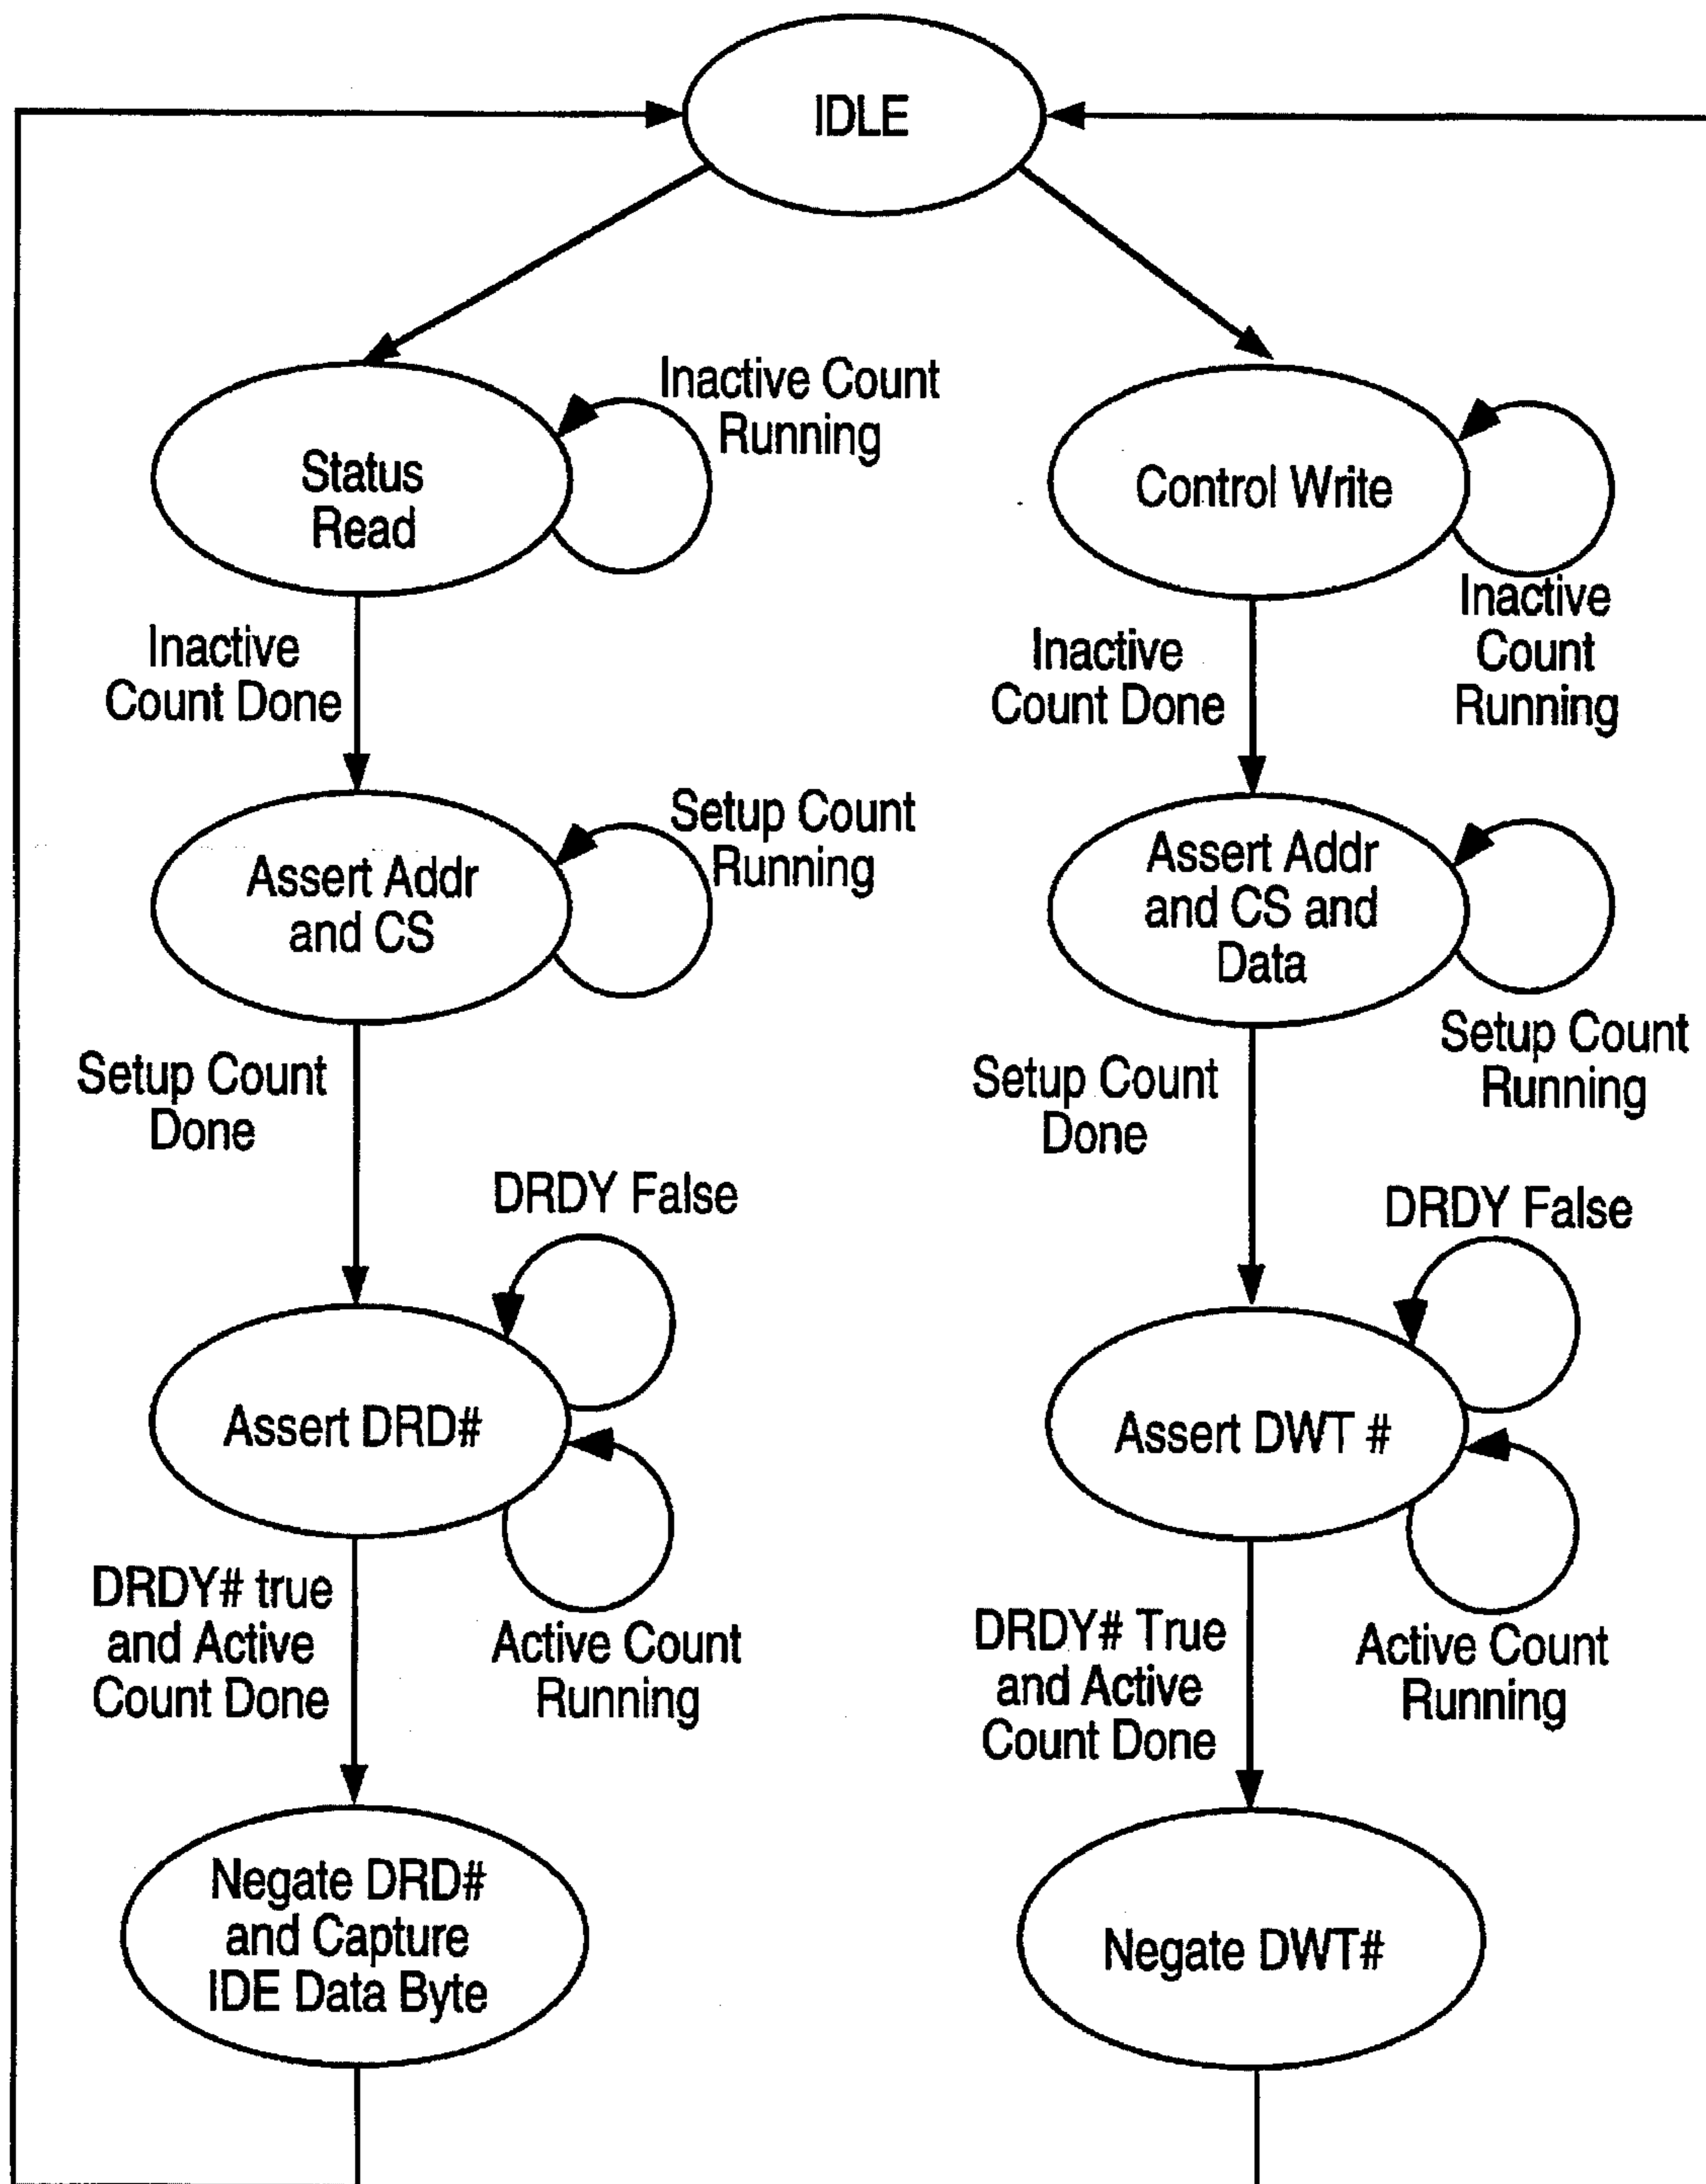 IDLE
Inactive Count
Running
Status
Read
Control Write
Inactive
Count
Running
Inactive
Count Done
Inactive
Count Done
Setup Count
Running
Assert Addr
and CS
Assert Addr
and CS and
Data
Setup Count
Running
Setup Count
Done
Setup Count
Done
DRDY False
DRDY False
Assert DRD#
Assert DWT #
DRDY# true
and Active
Count Done
Active Count
Running
DRDY# True
and Active
Count Done
Active Count
Running
Negate DRD#
and Capture
IDE Data Byte
Negate DWT#